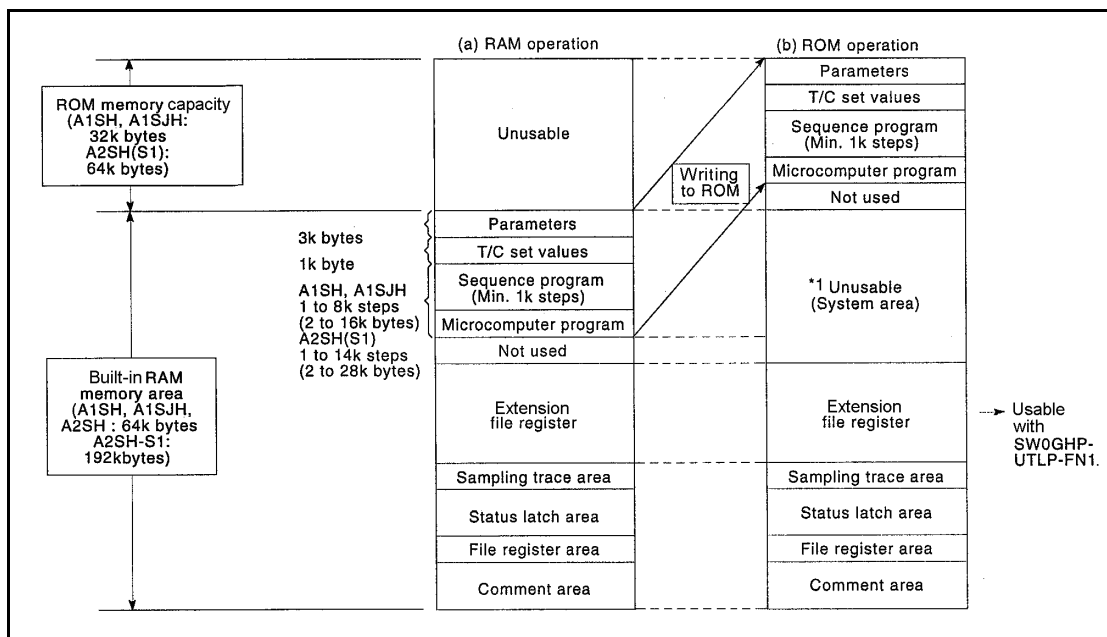 (a) RAM operation
(b) ROM operation
ROM memory capacity
(A1SH, A1SJH:
32k bytes
A2SH(S1):
64k bytes)
Built-in RAM
memory area
(A1SH, A1SJH,
A2SH : 64k bytes
A2SH-S1:
192kbytes)
3k bytes
1k byte
A1SH, A1SJH
1 to 8k steps
(2 to 16k bytes)
A2SH(S1)
1 to 14k steps
(2 to 28k bytes)
Unusable
Parameters
T/C set values
Sequence program
(Min. 1k steps)
Microcomputer program
Not used
Extension
file register
Sampling trace area
Status latch area
File register area
Comment area
Writing
to ROM
Parameters
T/C set values
Sequence program
(Min. 1k steps)
Microcomputer program
Not used
*1 Unusable
(System area)
Extension
file register
Sampling trace area
Status latch area
File register area
Comment area
Usable
with
SW0GHP-
UTLP-FN1.